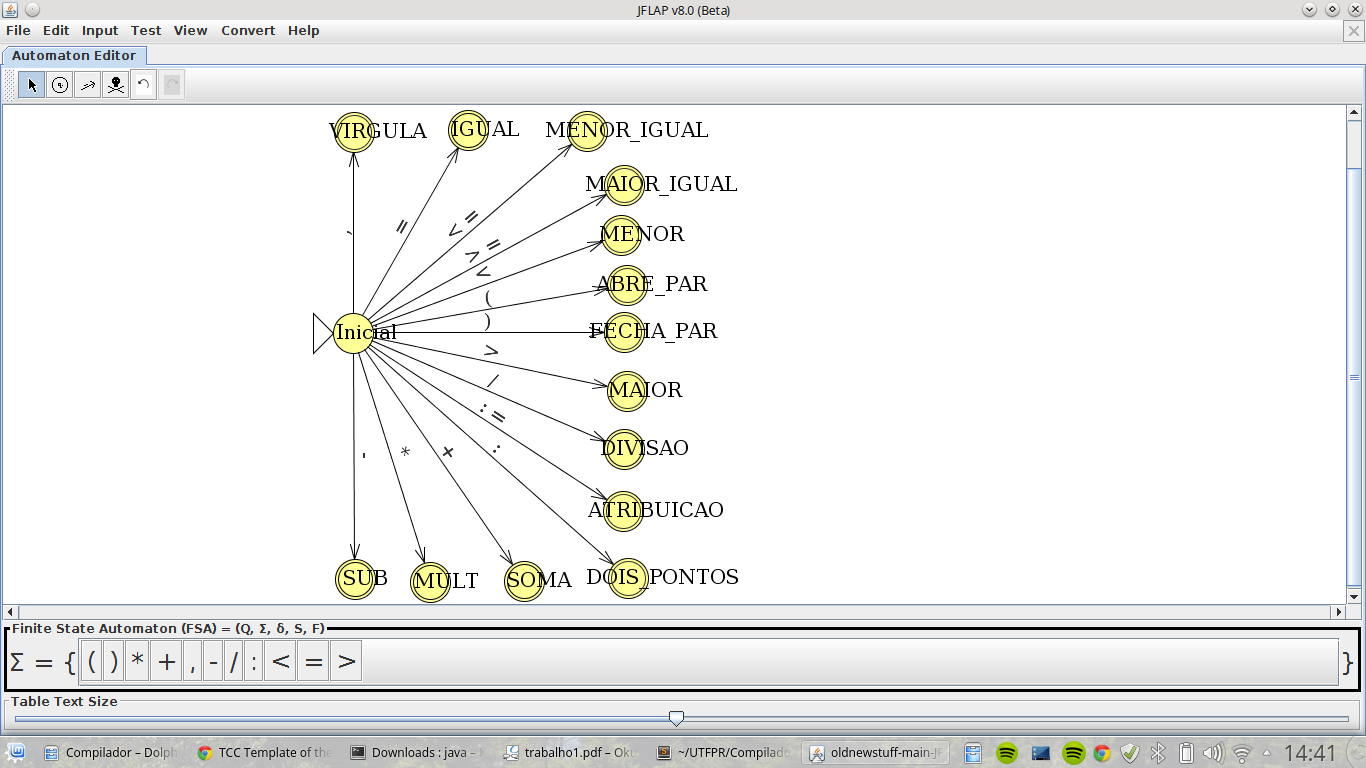 JFLAP v8.0 (Beta)
File Edit Input Test View Convert Help
Automaton Editor
VIRGULA IGUAL MENOR_IGUAL
MAIOR_IGUAL
, = <=
MENOR
>=
<
ABRE_PAR
(
)
Inicial FECHA_PAR
>
/
MAIOR
:=
- * + :
DIVISAO
ATRIBUICAO
SUB MULT SOMA DOIS_PONTOS
Finite State Automaton (FSA) = (Q, Σ, δ, S, F)
Σ = { ( ) * + , - / : < = > }
Table Text Size
Compilador – Dolph TCC Template of the Downloads : java – trabalho1.pdf – Oku ~/UTFPR/Compilado oldnewstuff-main-JF 14:41